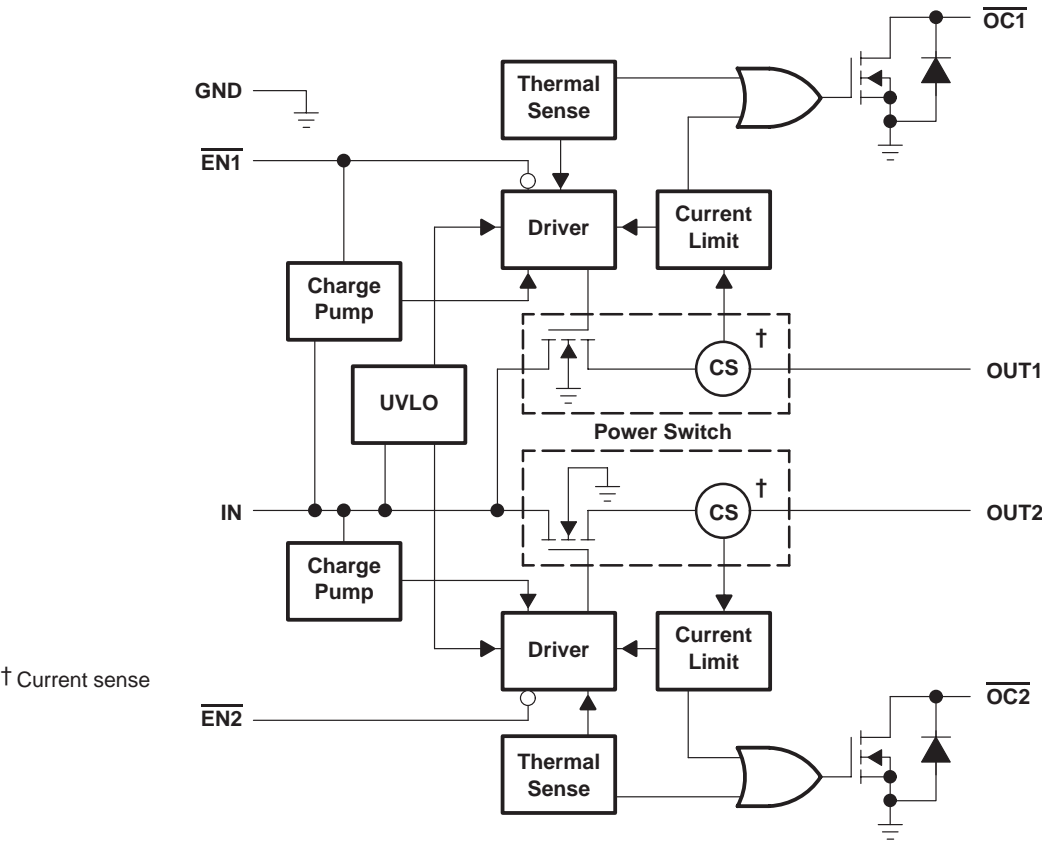 OC1
Thermal
Sense
GND
EN1
Driver
Current
Limit
Charge
Pump
†
CS
OUT1
UVLO
Power Switch
†
CS
IN
OUT2
Charge
Pump
Driver
Current
Limit
† Current sense
OC2
EN2
Thermal
Sense